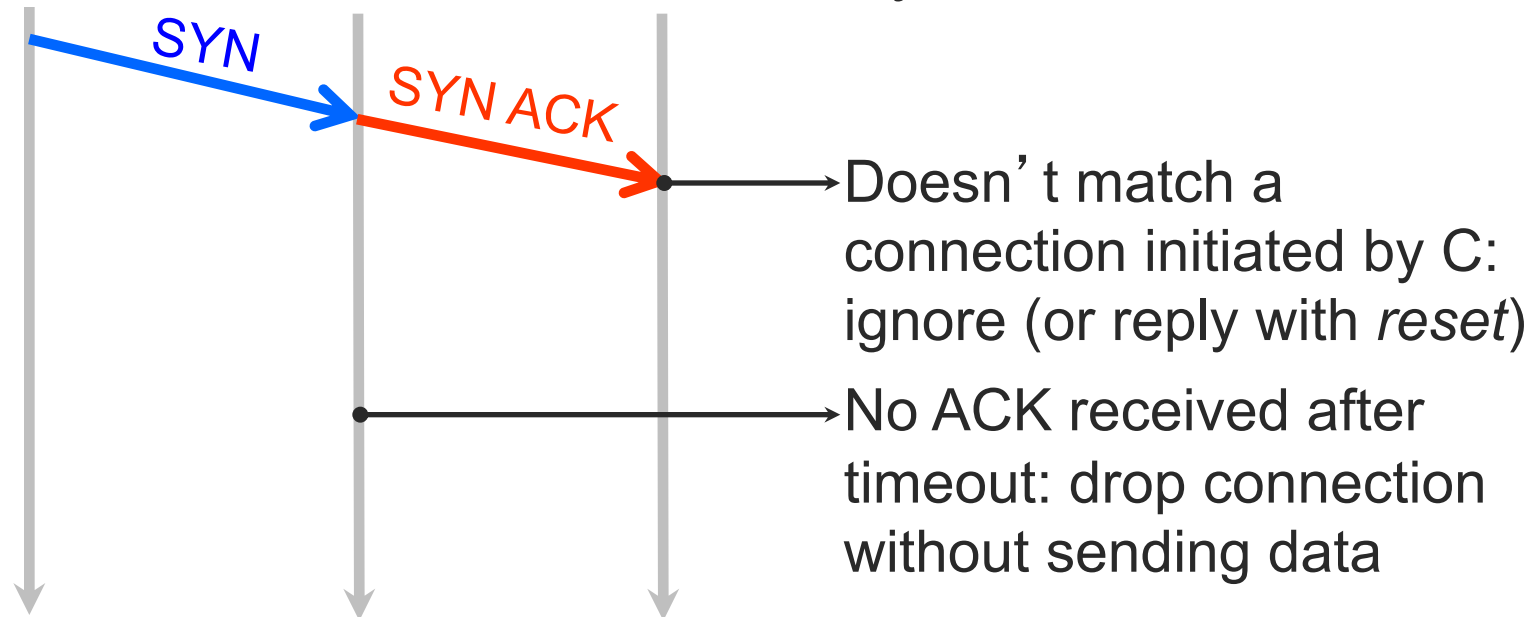 SYN
SYN ACK
Doesn’t match a
connection initiated by C:
ignore (or reply with reset)
No ACK received after
timeout: drop connection
without sending data